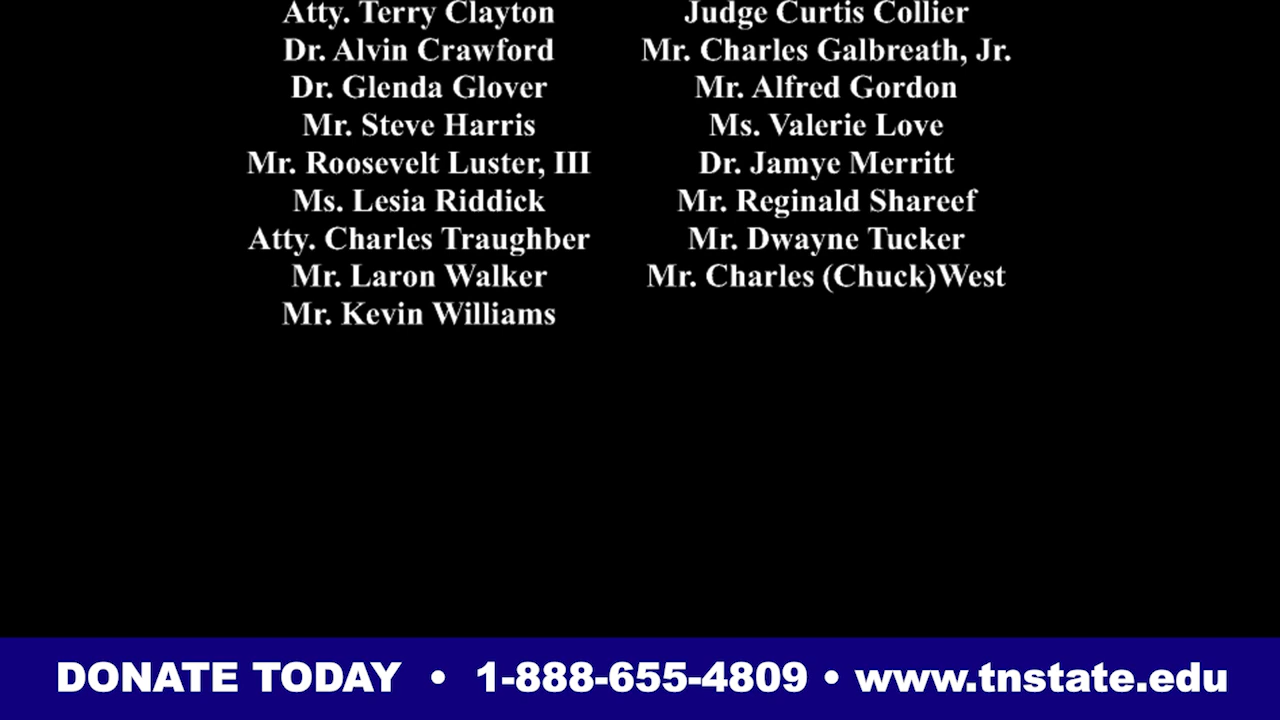 Atty. Terry Clayton
Dr. Alvin Crawford
Dr. Glenda Glover
Mr. Steve Harris
Mr. Roosevelt Luster, III
Ms. Lesia Riddick
Atty. Charles Traughber
Mr. Laron Walker
Mr. Kevin Williams
Judge Curtis Collier
Mr. Charles Galbreath, Jr.
Mr. Alfred Gordon
Ms. Valerie Love
Dr. Jamye Merritt
Mr. Reginald Shareef
Mr. Dwayne Tucker
Mr. Charles (Chuck)West
DONATE TODAY • 1-888-655-4809 • www.tnstate.edu